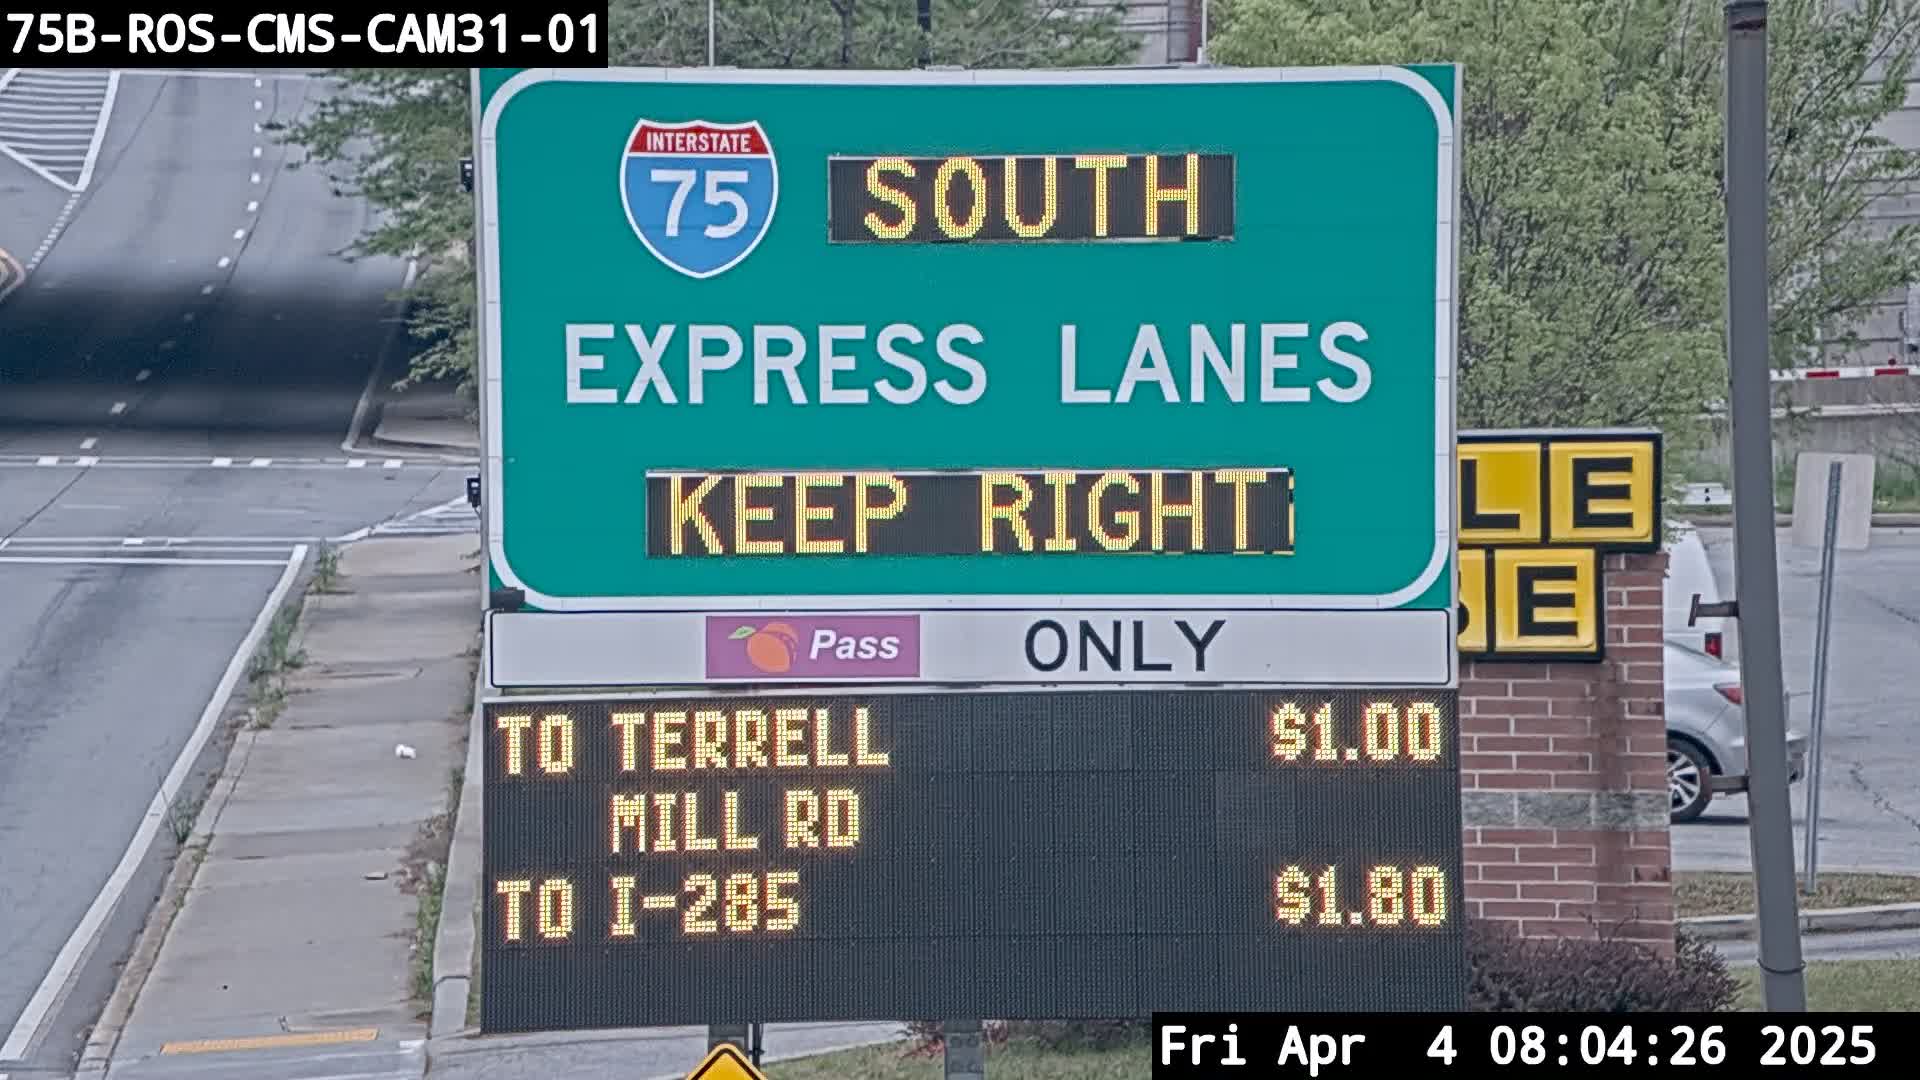 75B-ROS-CMS-CAM31-01
INTERSTATE
75
SOUTH
EXPRESS LANES
KEEP RIGHT
Pass ONLY
LE
E
TO TERRELL $1.00
MILL RD
TO I-285 $1.80
Fri Apr 4 08:04:26 2025